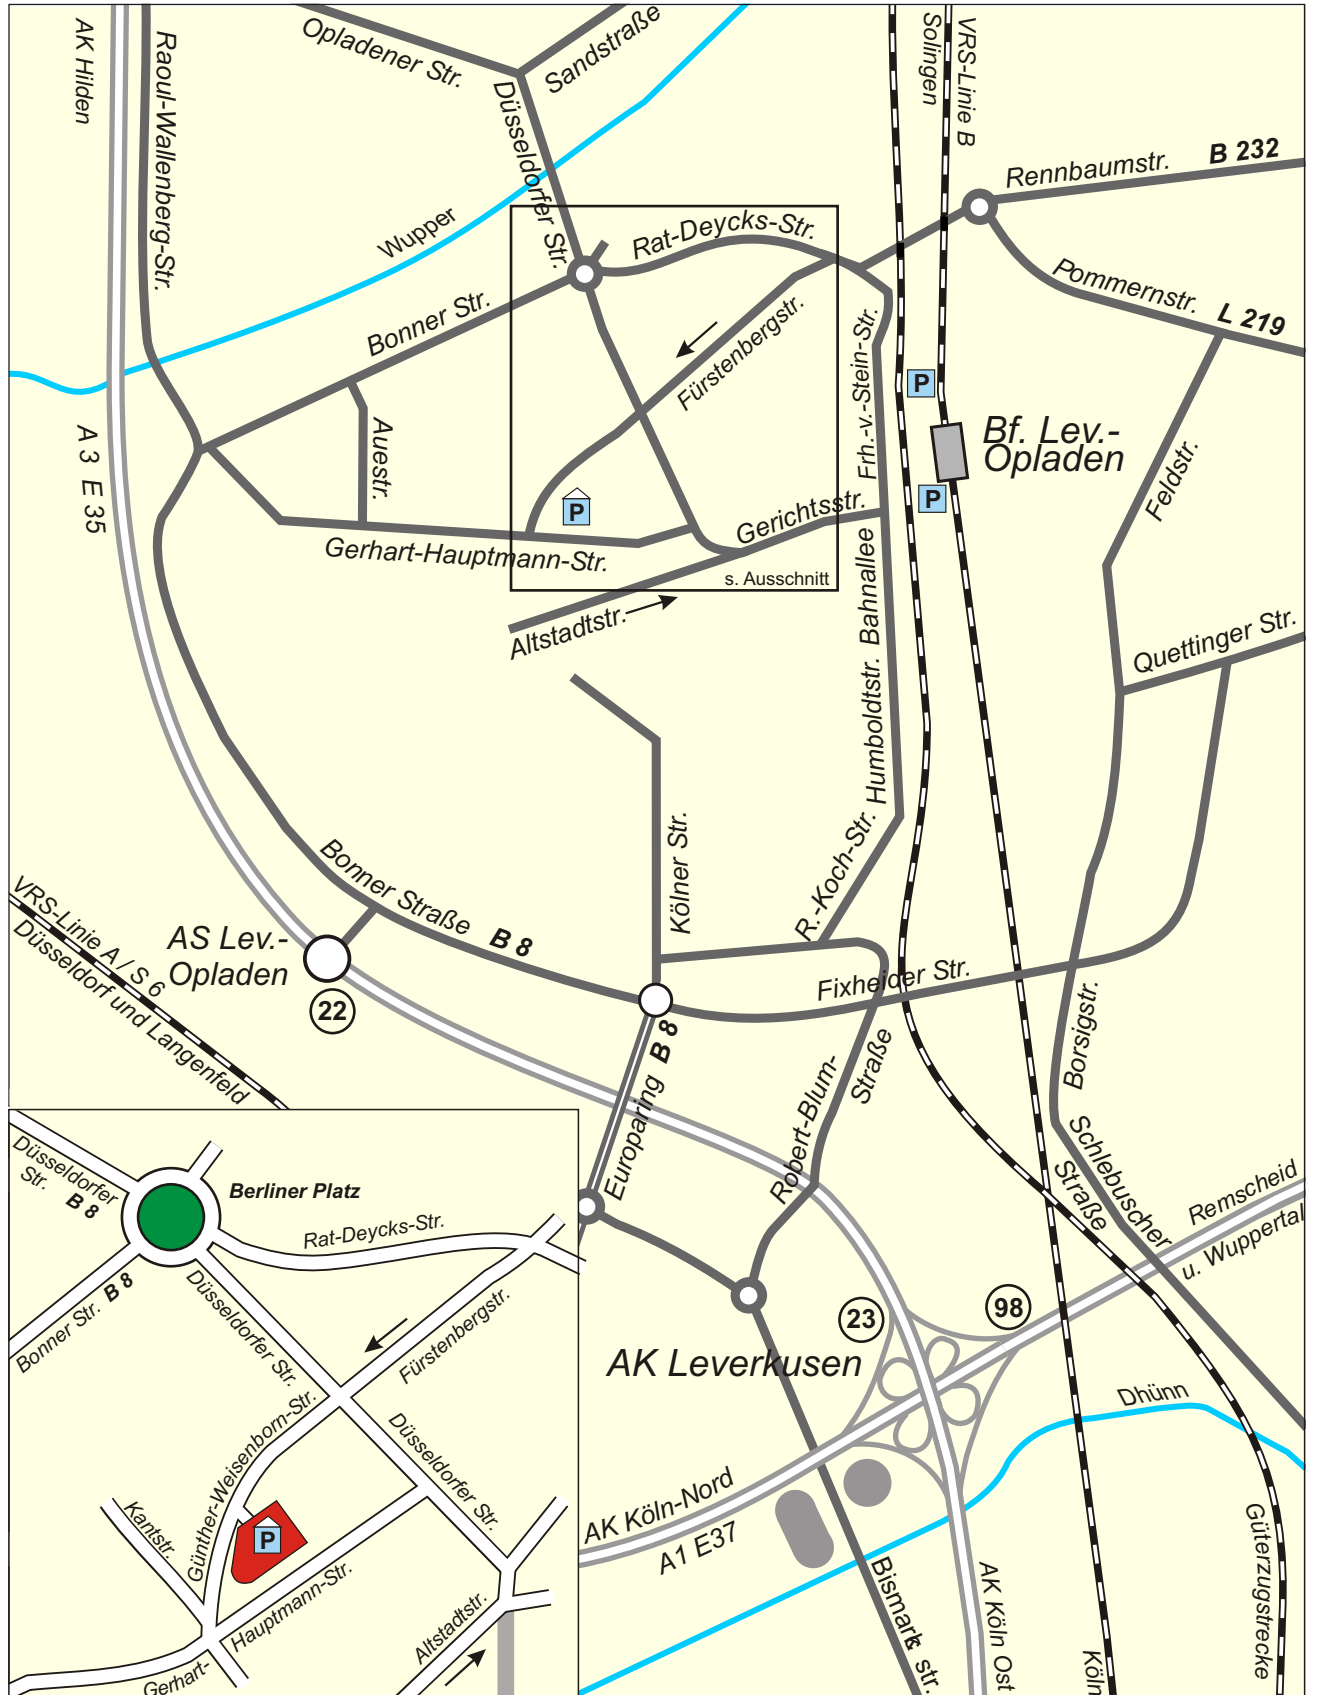 Opladener Str.
Sandstraße
AK Hilden
Raoul-Wallenberg-Str.
Düsseldorfer Str.
Wupper
Solingen
VRS-Linie B
Rennbaumstr.
B 232
Rat-Deycks-Str.
Pommernstr.
L 219
Bonner Str.
Fürstenbergstr.
Frh.-v.-Stein-Str.
P
Bf. Lev.-
Opladen
P
Feldstr.
A 3 E 35
Auestr.
P
Gerichtsstr.
Gerhart-Hauptmann-Str.
s. Ausschnitt
Altstadtstr.
Bahnallee
Humboldtstr.
Quettinger Str.
Kölner Str.
R.-Koch-Str.
Bonner Straße
B 8
AS Lev.-
Opladen
22
VRS-Linie A / S 6
Düsseldorf und Langenfeld
Fixheider Str.
Borsigstr.
Europaring
B 8
Robert-Blum-
Straße
Schlebuscher
Straße
Remscheid
u. Wuppertal
23
98
AK Leverkusen
Dhünn
AK Köln-Nord
A1 E37
Bismark str.
AK Köln Ost
Köln
Güterzugstrecke
Düsseldorfer
Str.
B 8
Berliner Platz
Rat-Deycks-Str.
Bonner Str.
B 8
Düsseldorfer Str.
Fürstenbergstr.
Günther-Weisenborn-Str.
Düsseldorfer Str.
Kantstr.
P
Hauptmann-Str.
Gerhart-
Altstadtstr.